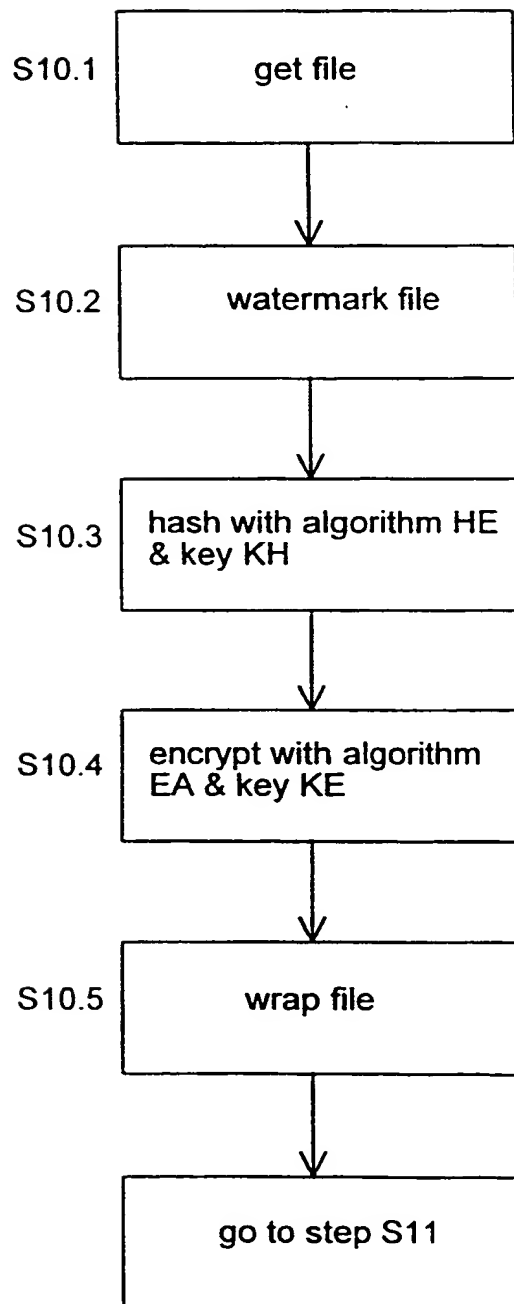 S10.1
get file
S10.2
watermark file
S10.3
hash with algorithm HE
& key KH
S10.4
encrypt with algorithm
EA & key KE
S10.5
wrap file
go to step S11